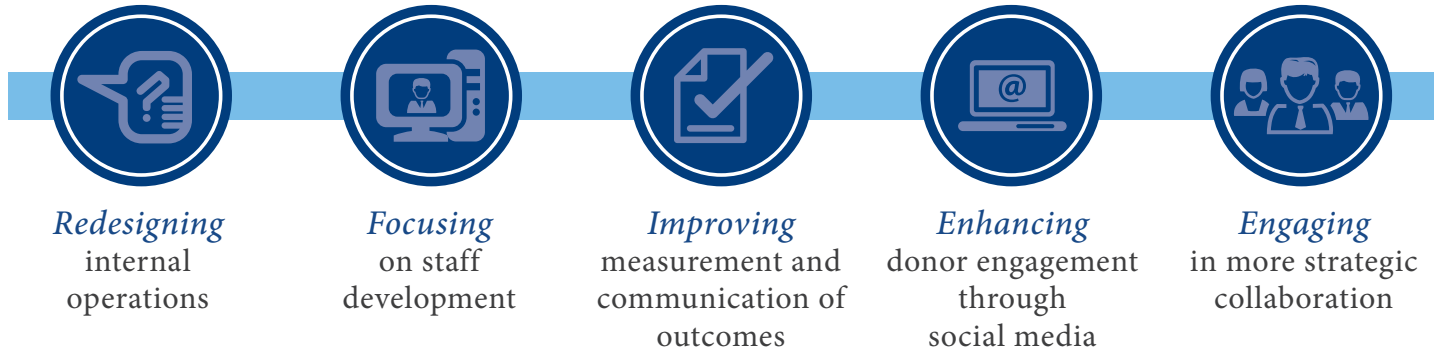 ?
@
Redesigning
internal
operations
Focusing
on staff
development
Improving
measurement and
communication of
outcomes
Enhancing
donor engagement
through
social media
Engaging
in more strategic
collaboration